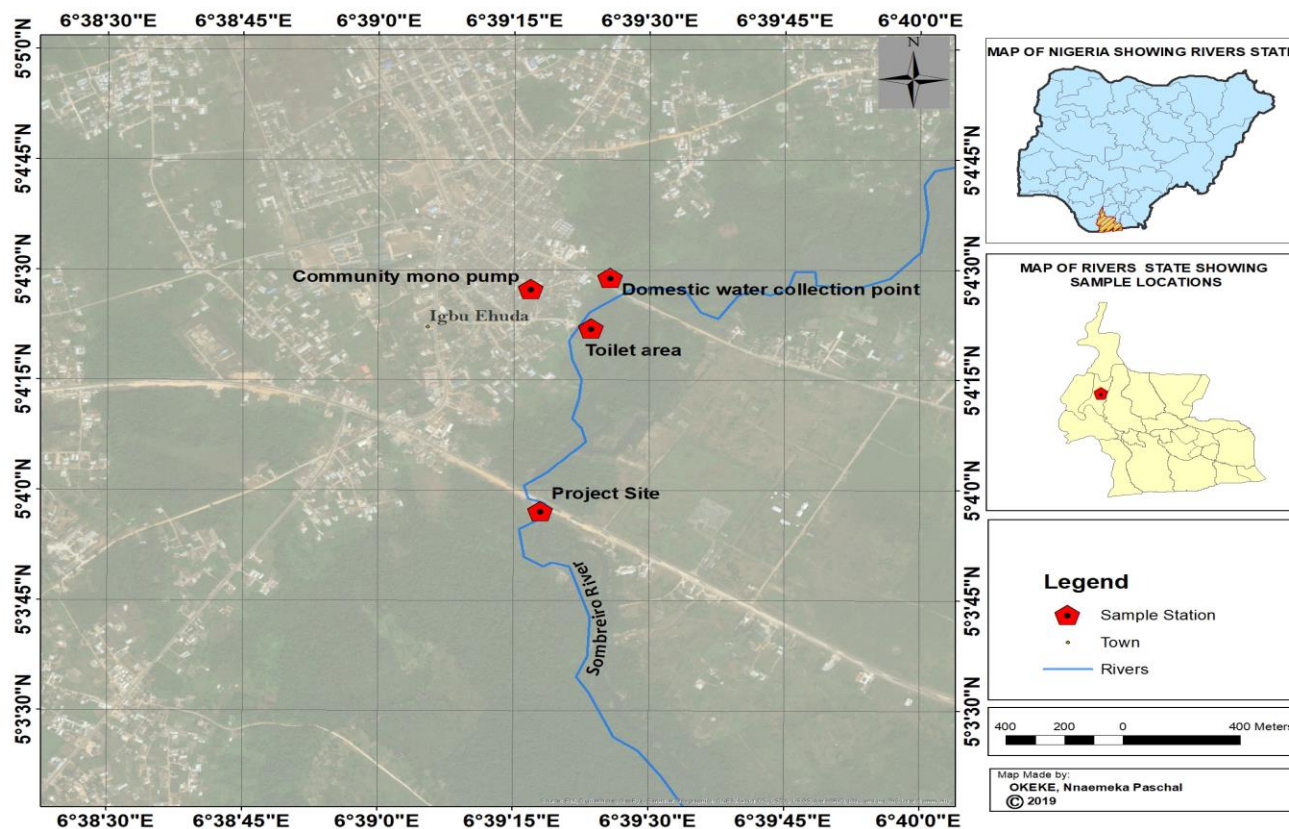 6°38'30"E 6°38'45"E 6°39'0"E 6°39'15"E 6°39'30"E 6°39'45"E 6°40'0"E
5°5'0"N
5°4'45"N
5°4'30"N
5°4'15"N
5°4'0"N
5°3'45"N
5°3'30"N
N
Community mono pump
Domestic water collection point
Igbu Ehuda
Toilet area
Project Site
Sombreiro River
5°4'45"N
5°4'30"N
5°4'15"N
5°4'0"N
5°3'45"N
5°3'30"N
6°38'30"E 6°38'45"E 6°39'0"E 6°39'15"E 6°39'30"E 6°39'45"E 6°40'0"E
MAP OF NIGERIA SHOWING RIVERS STATE
MAP OF RIVERS STATE SHOWING
SAMPLE LOCATIONS
Legend
Sample Station
Town
Rivers
400 200 0 400 Meters
Map Made by:
OKEKE, Nnaemeka Paschal
© 2019